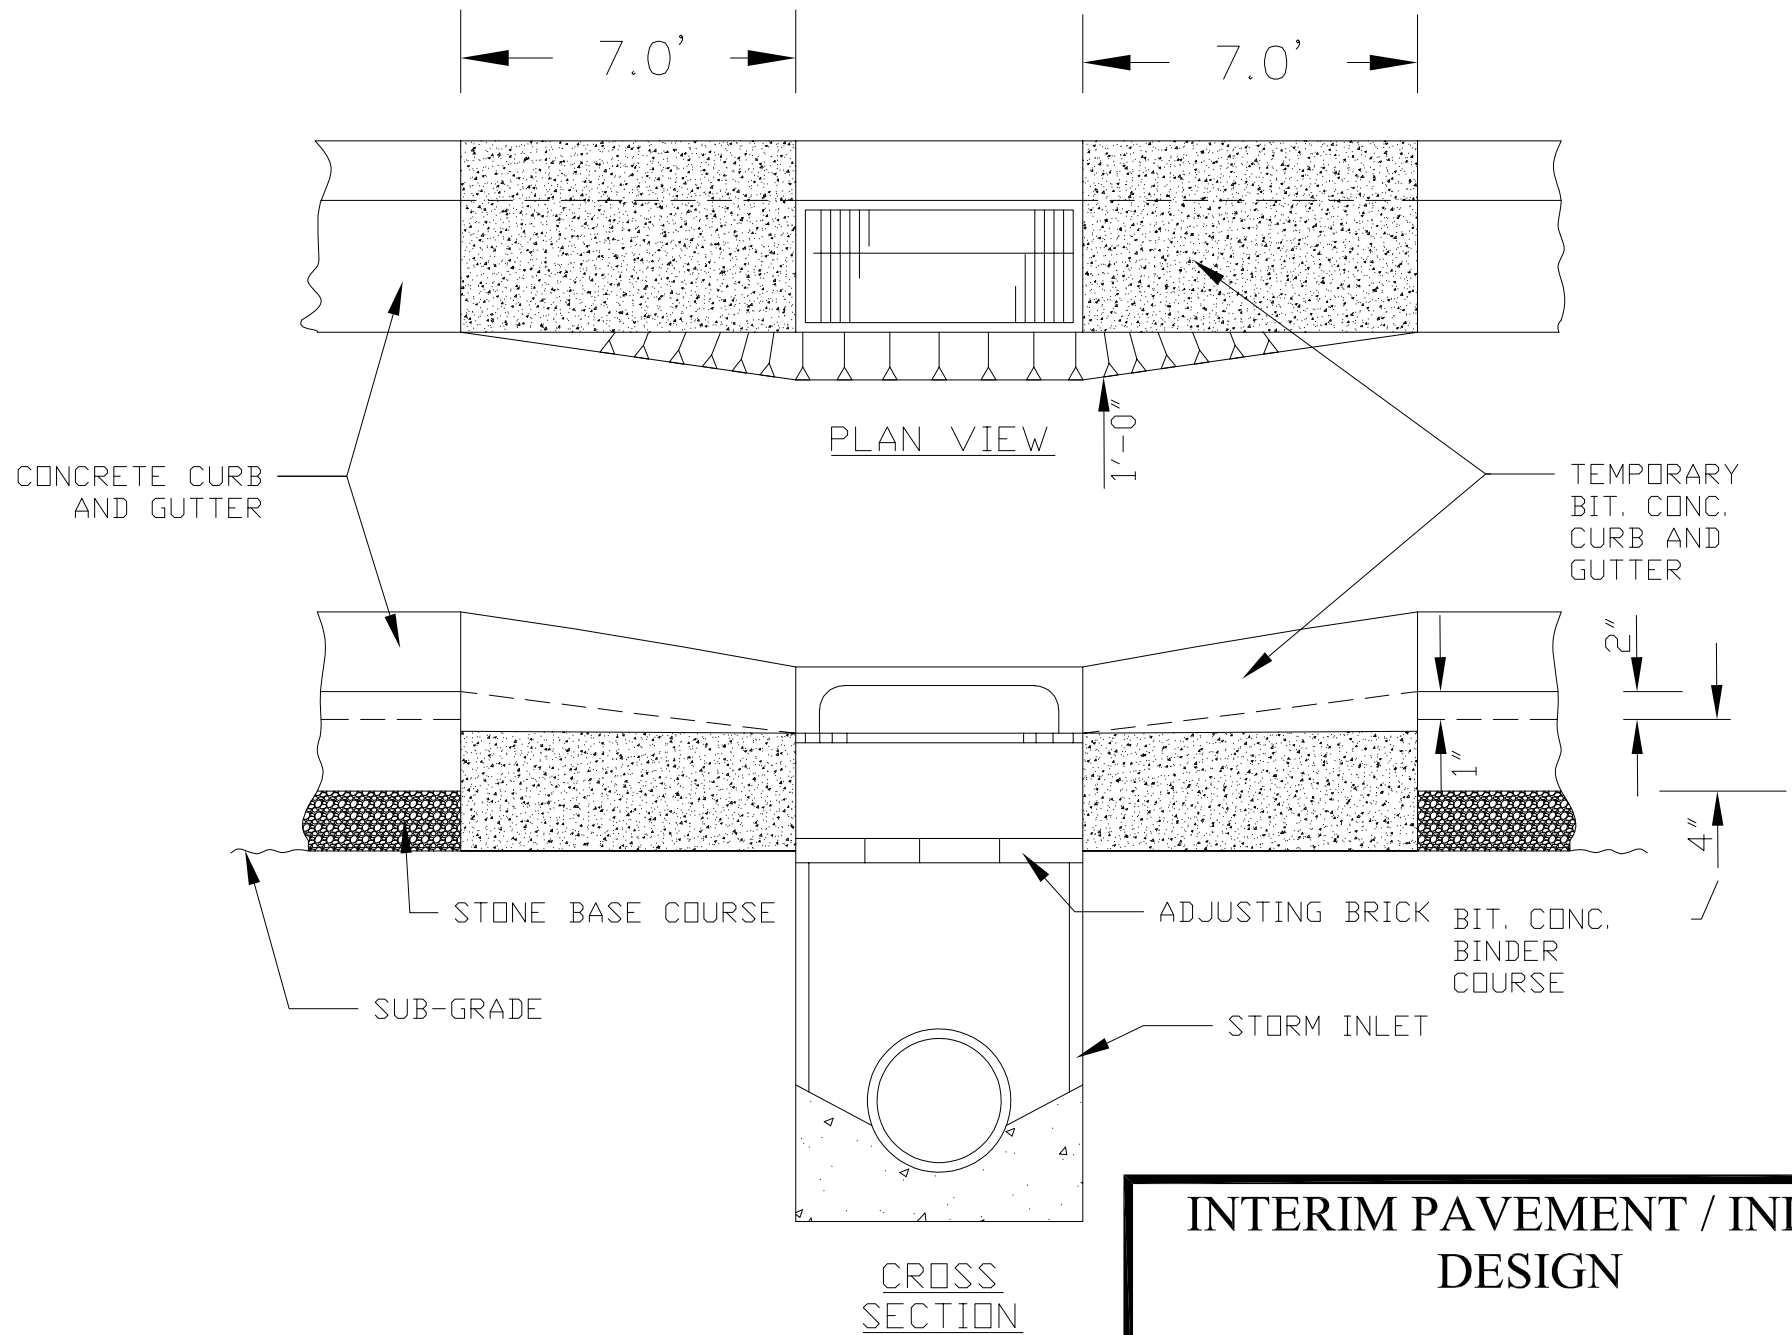 7.0'
7.0'
PLAN VIEW
1'-0"
CONCRETE CURB
AND GUTTER
TEMPORARY
BIT. CONC.
CURB AND
GUTTER
2"
1"
4"
STONE BASE COURSE
ADJUSTING BRICK
BIT. CONC.
BINDER
COURSE
SUB-GRADE
STORM INLET
CROSS
SECTION
INTERIM PAVEMENT /
DESIGN